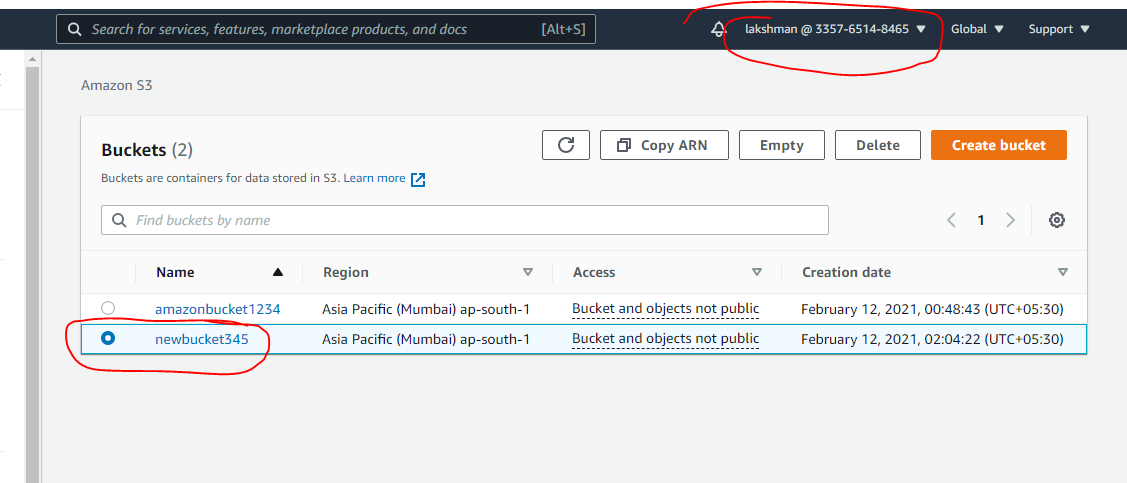 Search for services, features, marketplace products, and docs [Alt+S] lakshman @ 3357-6514-8465 Global Support
Amazon S3
Buckets (2) Copy ARN Empty Delete Create bucket
Buckets are containers for data stored in S3. Learn more
Find buckets by name 1
Name Region Access Creation date
amazonbucket1234 Asia Pacific (Mumbai) ap-south-1 Bucket and objects not public February 12, 2021, 00:48:43 (UTC+05:30)
newbucket345 Asia Pacific (Mumbai) ap-south-1 Bucket and objects not public February 12, 2021, 02:04:22 (UTC+05:30)